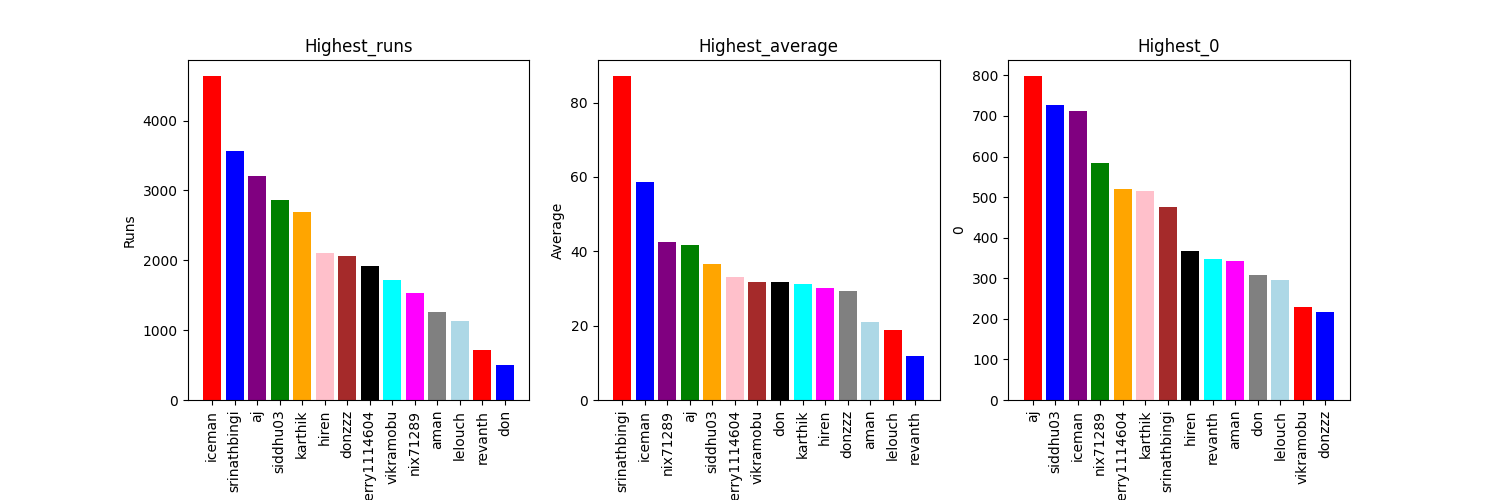 Highest_runs
Runs
4000
3000
2000
1000
0
iceman
srinathbingi
aj
siddhu03
karthik
hiren
donzzz
erry1114604
vikramobu
nix71289
aman
lelouch
revanth
don
Highest_average
Average
80
60
40
20
0
srinathbingi
iceman
nix71289
aj
siddhu03
erry1114604
vikramobu
don
karthik
hiren
donzzz
aman
lelouch
revanth
Highest_0
0
800
700
600
500
400
300
200
100
0
aj
siddhu03
iceman
nix71289
erry1114604
karthik
srinathbingi
hiren
revanth
aman
don
lelouch
vikramobu
donzzz